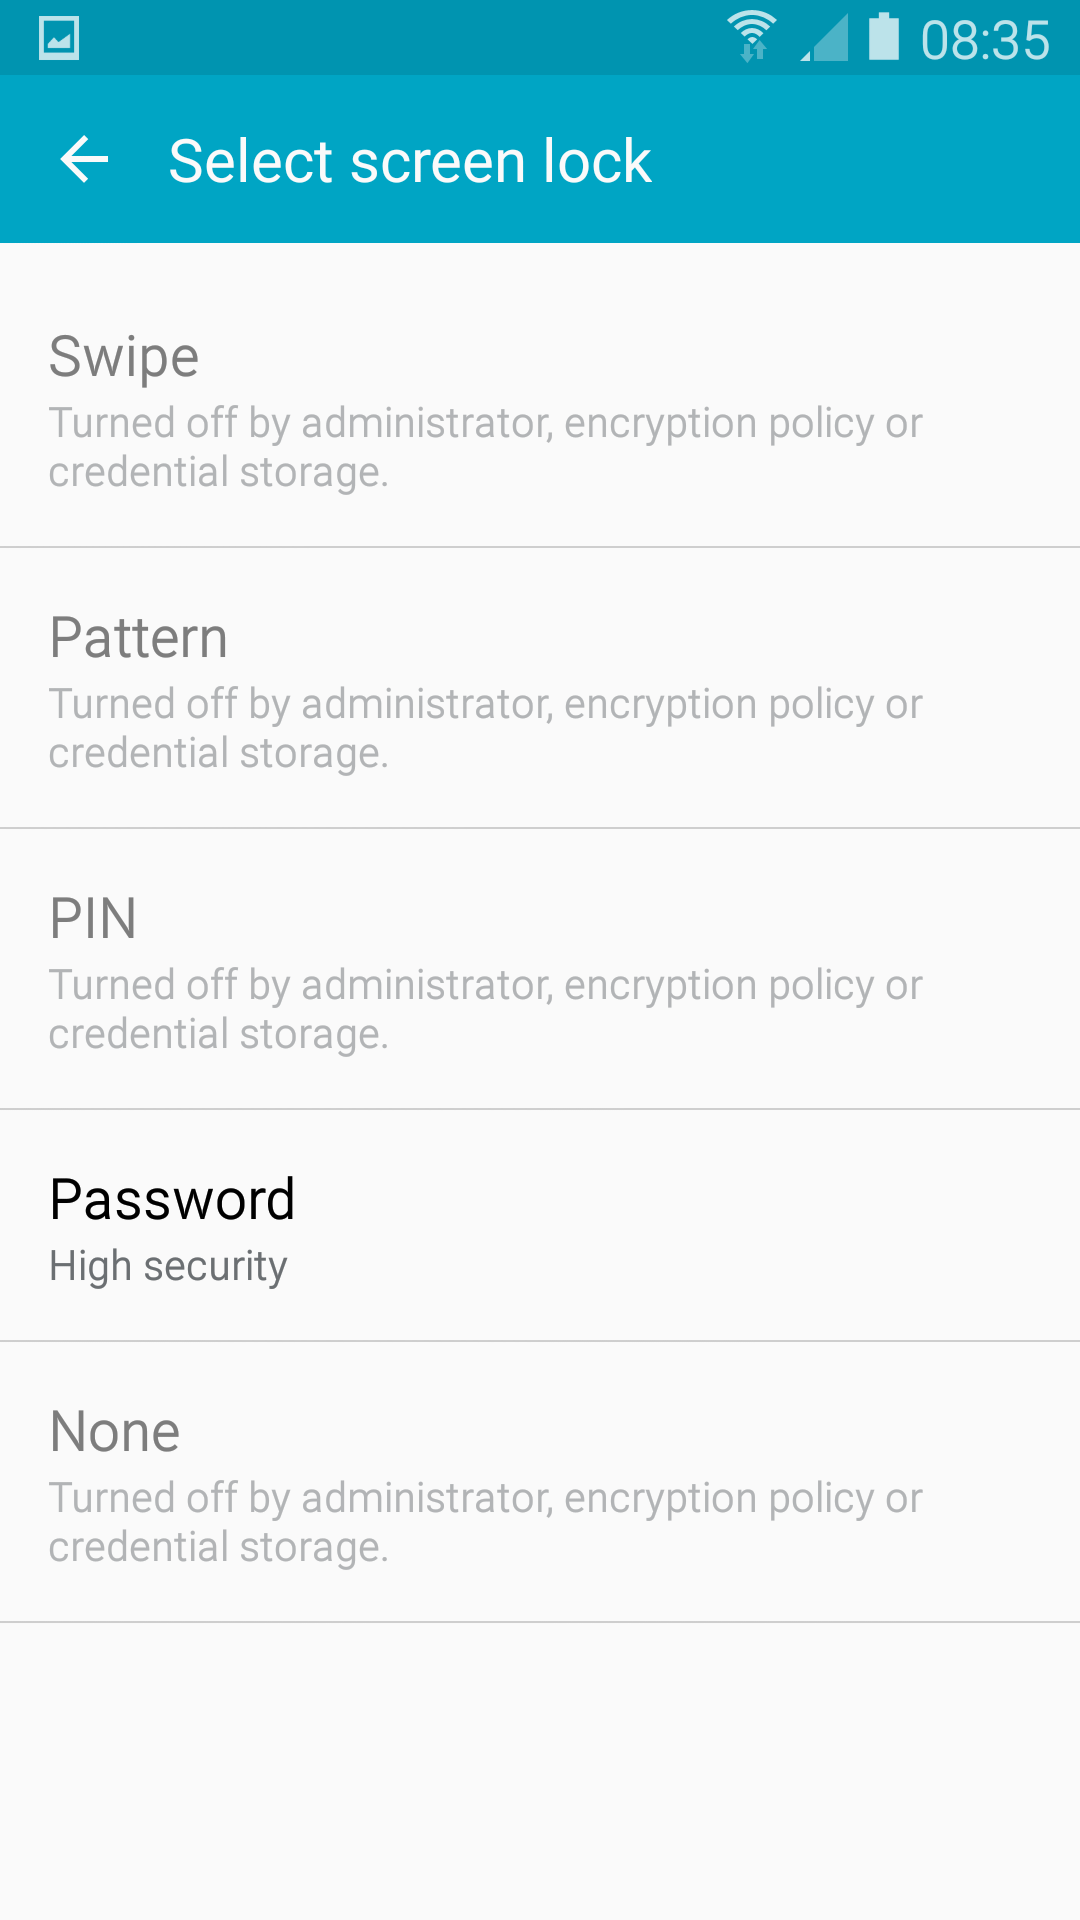 08:35
Select screen lock
Swipe
Turned off by administrator, encryption policy or
credential storage.
Pattern
Turned off by administrator, encryption policy or
credential storage.
PIN
Turned off by administrator, encryption policy or
credential storage.
Password
High security
None
Turned off by administrator, encryption policy or
credential storage.